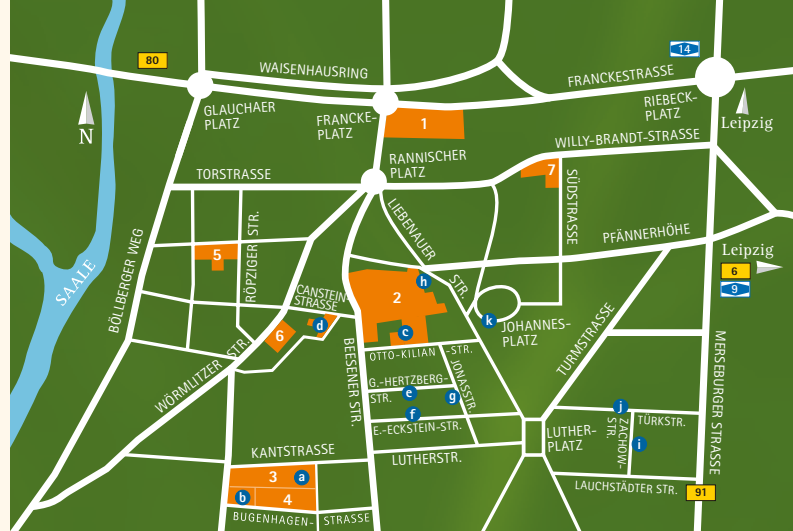 80
14
WAISENHAUSRING
FRANCKESTRASSE
GLAUCHAER
PLATZ
FRANCKE-
PLATZ
1
RIEBECK-
PLATZ
Leipzig
N
WILLY-BRANDT-STRASSE
RANNISCHER
PLATZ
TORSTRASSE
7
SÜDSTRASSE
LIEBENAUER
STR.
PFÄNNERHÖHE
Leipzig
6
9
BÖLLBERGER WEG
RÖPZIGER STR.
5
SAALE
CANSTEIN-
STRASSE
2
h
d
6
c
k
JOHANNES-
PLATZ
WÖRMLITZER STR.
BEESENER STR.
OTTO-KILIAN-STR.
TURMSTRASSE
MERSEBURGER STRASSE
G.-HERTZBERG-
STR.
e
g
JONASSTR.
f
E.-ECKSTEIN-STR.
j
TÜRKSTR.
ZACHOW-
STR.
i
LUTHER-
PLATZ
KANTSTRASSE
LUTHERSTR.
3
a
b
4
LAUCHSTÄDTER STR.
91
BUGENHAGEN-STRASSE